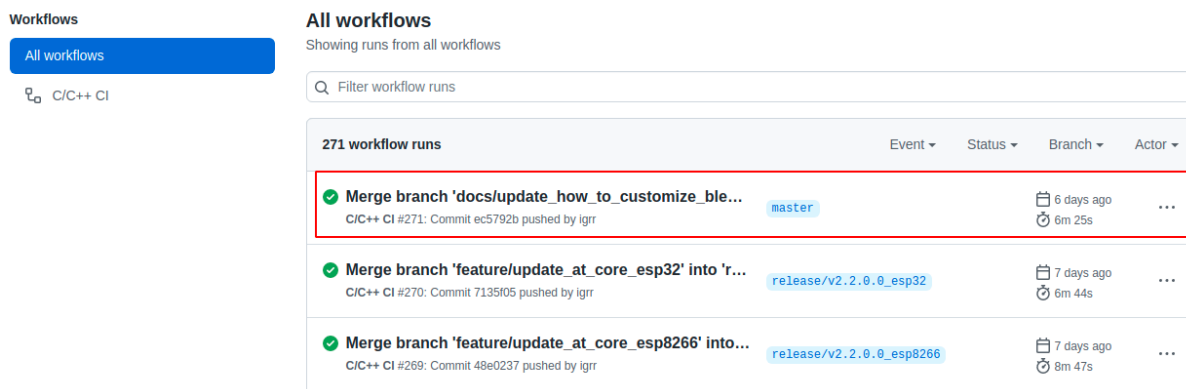 Workflows
All workflows
C/C++ CI
All workflows
Showing runs from all workflows
Filter workflow runs
271 workflow runs Event Status Branch Actor
Merge branch 'docs/update_how_to_customize_ble...
C/C++ CI #271: Commit ec5792b pushed by igrr
master
6 days ago
6m 25s
Merge branch 'feature/update_at_core_esp32' into 'r...
C/C++ CI #270: Commit 7135f05 pushed by igrr
release/v2.2.0.0_esp32
7 days ago
6m 44s
Merge branch 'feature/update_at_core_esp8266' into...
C/C++ CI #269: Commit 48e0237 pushed by igrr
release/v2.2.0.0_esp8266
7 days ago
8m 47s